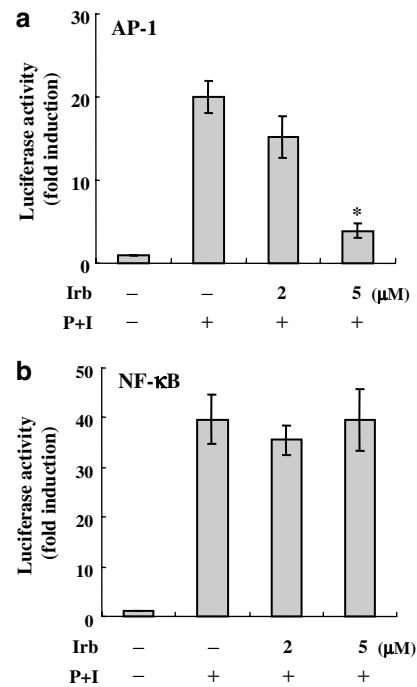 a
AP-1
Luciferase activity
(fold induction)
30
20
10
0
Irb – – 2 5 (μM)
P+I – + + +
*
b
NF-κB
Luciferase activity
(fold induction)
50
40
30
20
10
0
Irb – – 2 5 (μM)
P+I – + + +